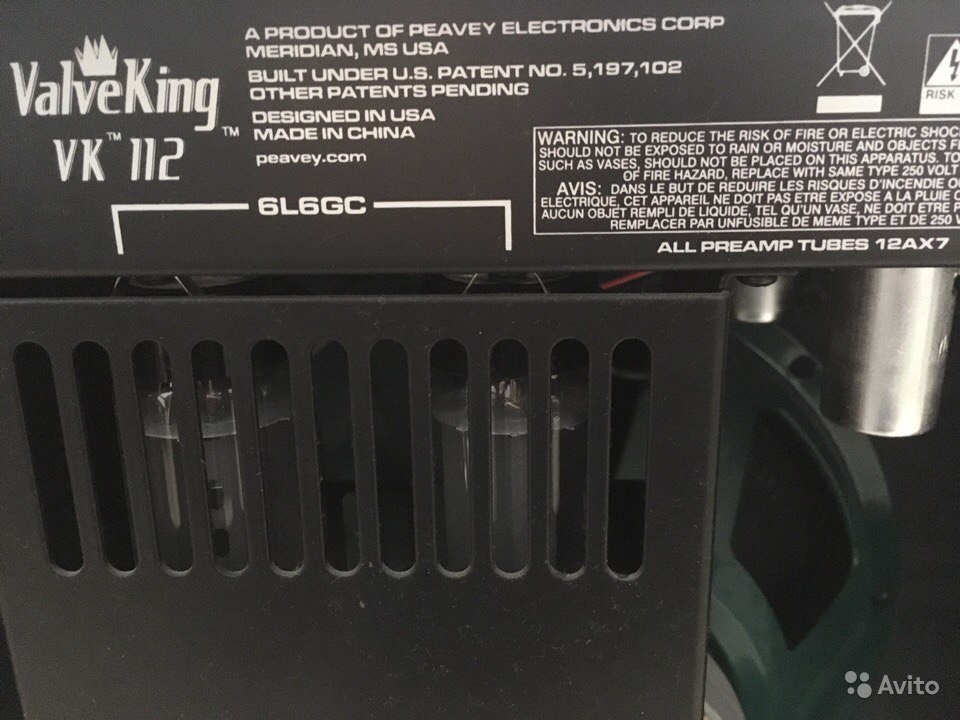 ValveKing™
VK™ 112
A PRODUCT OF PEAVEY ELECTRONICS CORP
MERIDIAN, MS USA
BUILT UNDER U.S. PATENT NO. 5,197,102
OTHER PATENTS PENDING
DESIGNED IN USA
MADE IN CHINA
peavey.com
RISK
WARNING: TO REDUCE THE RISK OF FIRE OR ELECTRIC SHOC
SHOULD NOT BE EXPOSED TO RAIN OR MOISTURE AND OBJECTS F
SUCH AS VASES, SHOULD NOT BE PLACED ON THIS APPARATUS. TO
OF FIRE HAZARD, REPLACE WITH SAME TYPE 250 VOLT
AVIS: DANS LE BUT DE REDUIRE LES RISQUES D'INCENDIE OU
ELECTRIQUE, CET APPAREIL NE DOIT PAS ETRE EXPOSE A LA PLUIE O
AUCUN OBJET REMPLI DE LIQUIDE, TEL QU'UN VASE, NE DOIT ETRE P
REMPLACER PAR UNFUSIBLE DE MEME TYPE ET DE 250 V
6L6GC
ALL PREAMP TUBES 12AX7
Avito